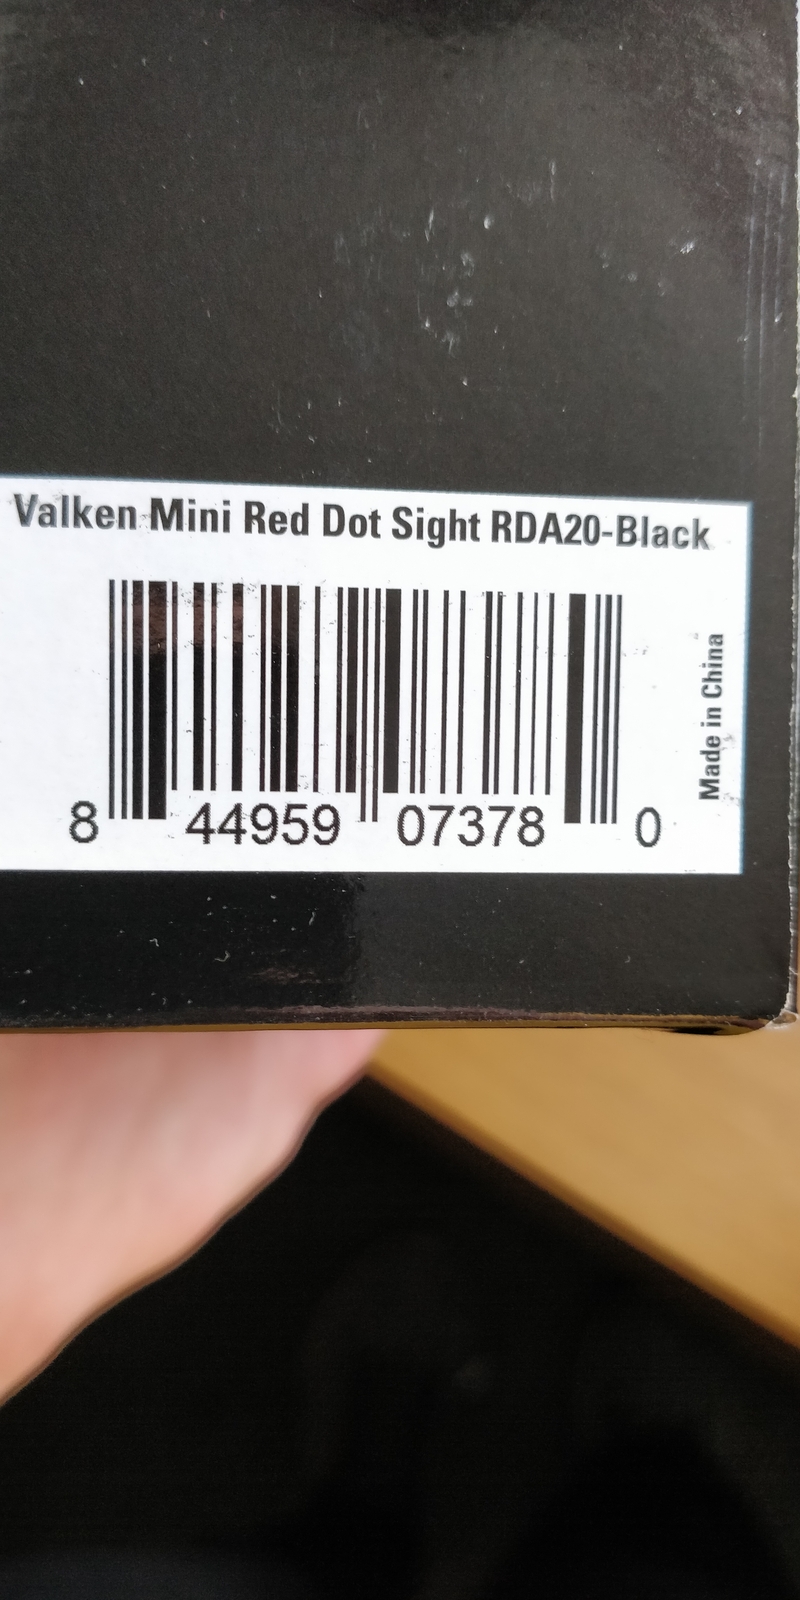 Valken Mini Red Dot Sight RDA20-Black
Made in China
8 44959 07378 0